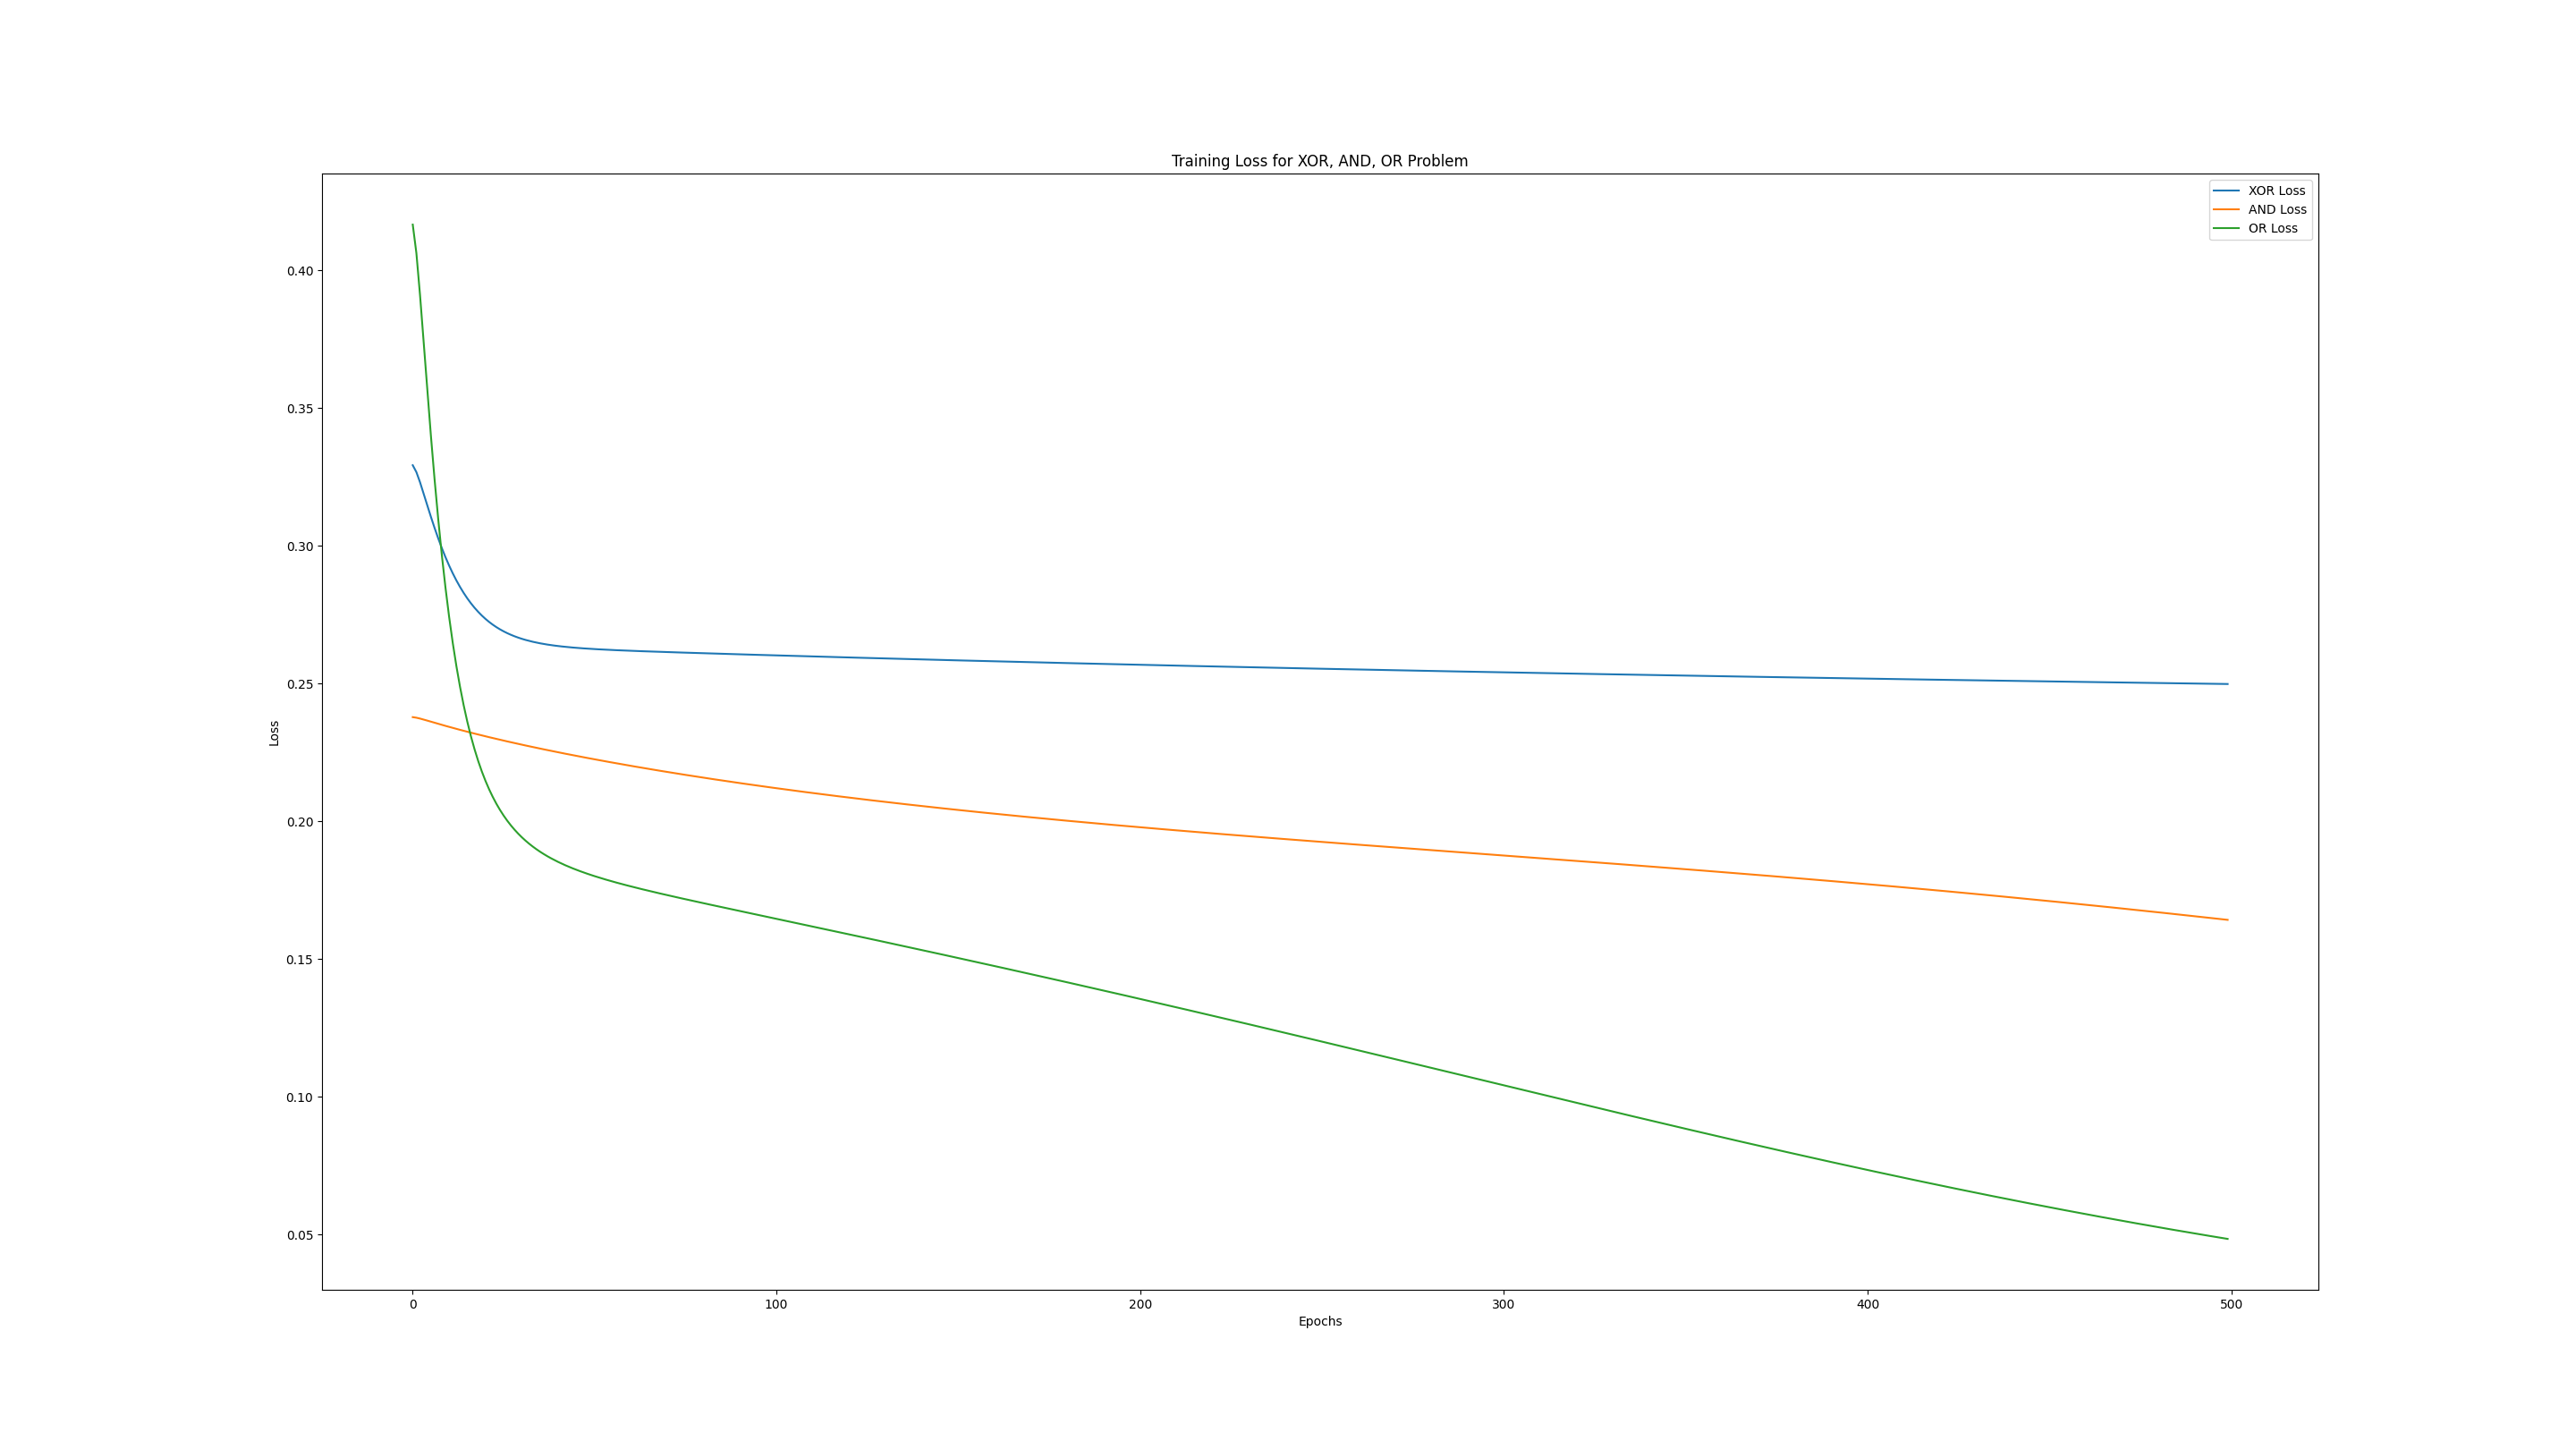 Training Loss for XOR, AND, OR Problem
XOR Loss
AND Loss
OR Loss
0.40
0.35
0.30
0.25
0.20
0.15
0.10
0.05
Loss
0 100 200 300 400 500
Epochs